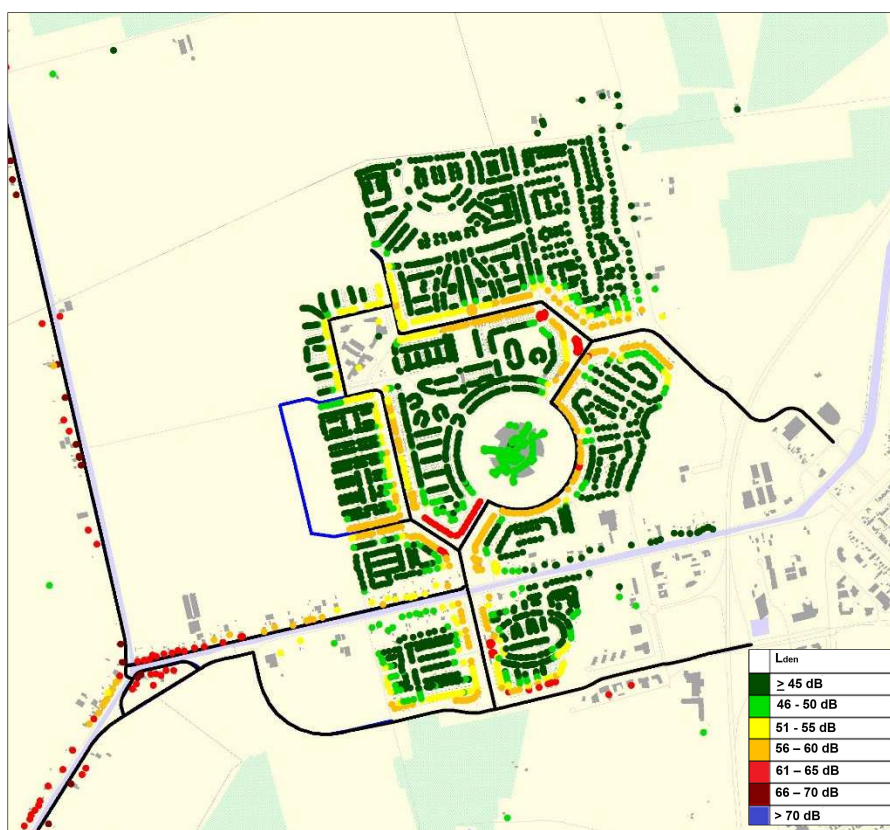 Lden
≥ 45 dB
46 - 50 dB
51 - 55 dB
56 – 60 dB
61 – 65 dB
66 – 70 dB
> 70 dB